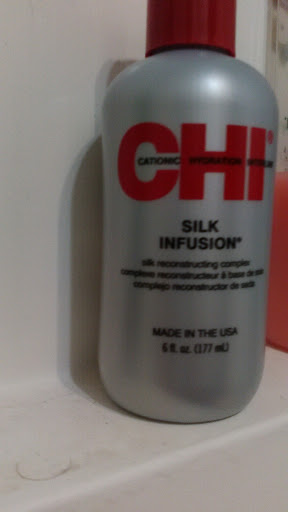 CHI®
CATIONIC HYDRATION INTERLINK
SILK
INFUSION®
silk reconstructing complex
complexe reconstructeur à base de soie
complejo reconstructor de seda
MADE IN THE USA
6 fl. oz. (177 mL)